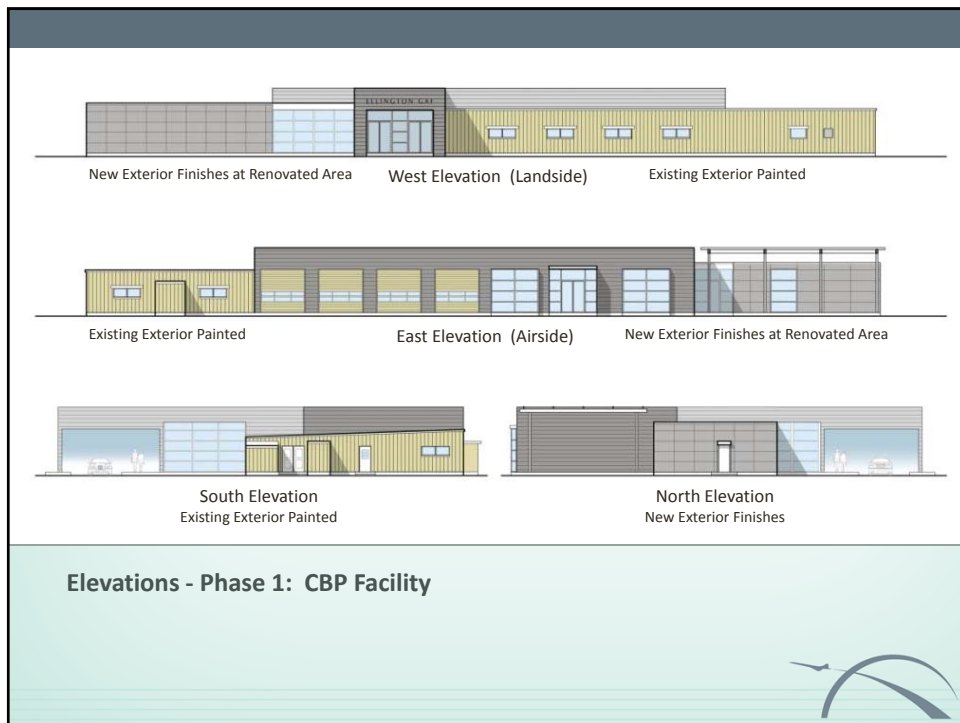 ELLINGTON GAF
New Exterior Finishes at Renovated Area
West Elevation (Landside)
Existing Exterior Painted
Existing Exterior Painted
East Elevation (Airside)
New Exterior Finishes at Renovated Area
South Elevation
Existing Exterior Painted
North Elevation
New Exterior Finishes
Elevations - Phase 1: CBP Facility